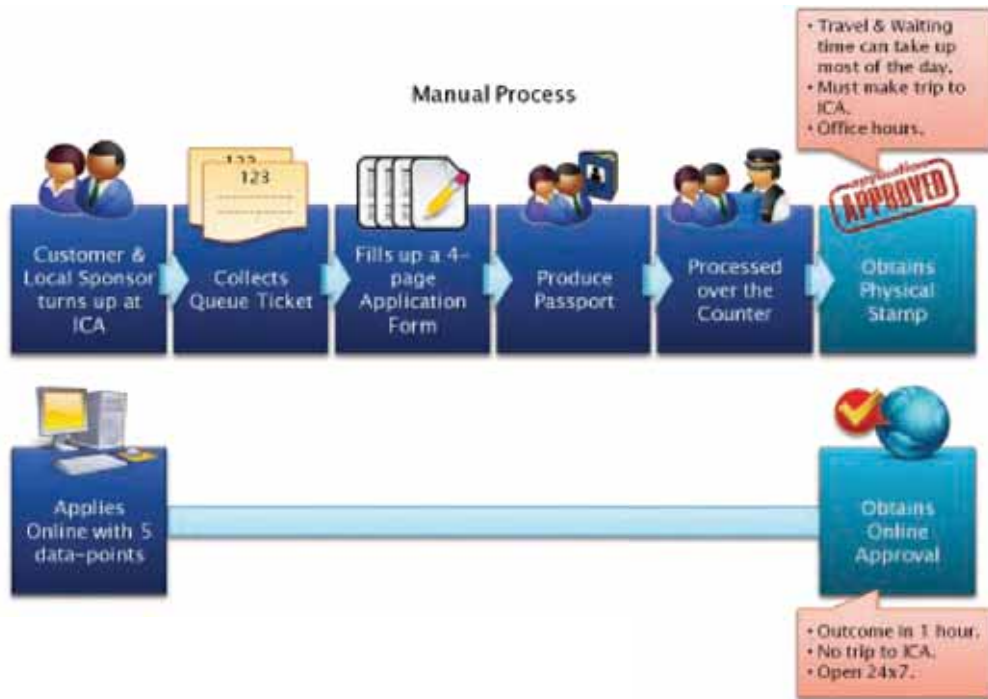 • Travel & Waiting
time can take up
most of the day.
• Must make trip to
ICA.
• Office hours.
Manual Process
123
123
application
APPROVED
Customer &
Local Sponsor
turns up at
ICA
Collects
Queue Ticket
Fills up a 4-
page
Application
Form
Produce
Passport
Processed
over the
Counter
Obtains
Physical
Stamp
Applies
Online with 5
data-points
Obtains
Online
Approval
• Outcome in 1 hour.
• No trip to ICA.
• Open 24x7.